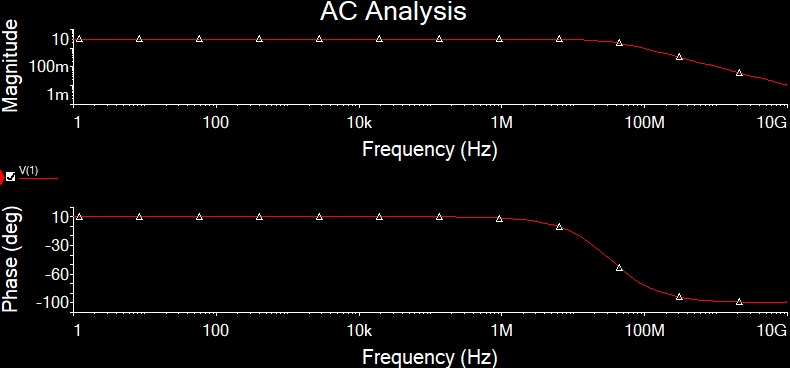 AC Analysis
Magnitude
10
100m
1m
1 100 10k 1M 100M 10G
Frequency (Hz)
V(1)
Phase (deg)
10
-30
-60
-100
1 100 10k 1M 100M 10G
Frequency (Hz)